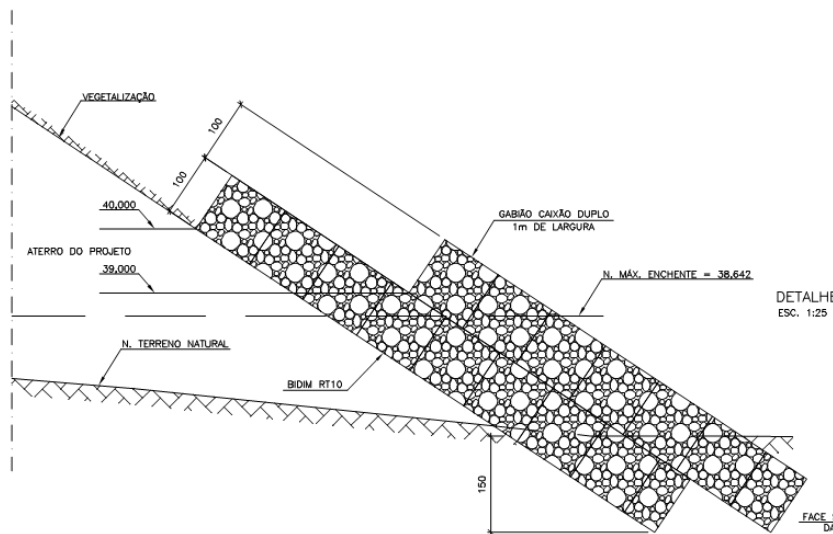 VEGETALIZAÇÃO
100
100
40,000
GABIÃO CAIXÃO DUPLO
1m DE LARGURA
ATERRO DO PROJETO
39,000
N. MÁX. ENCHENTE = 38,642
DETALHE
ESC. 1:25
N. TERRENO NATURAL
BIDIM RT10
150
FACE
DA